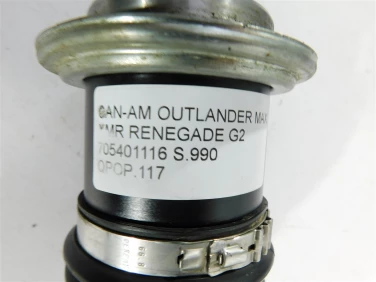 CAN-AM OUTLANDER MAX
XMR RENEGADE G2
705401116 S.990
OPOP.117